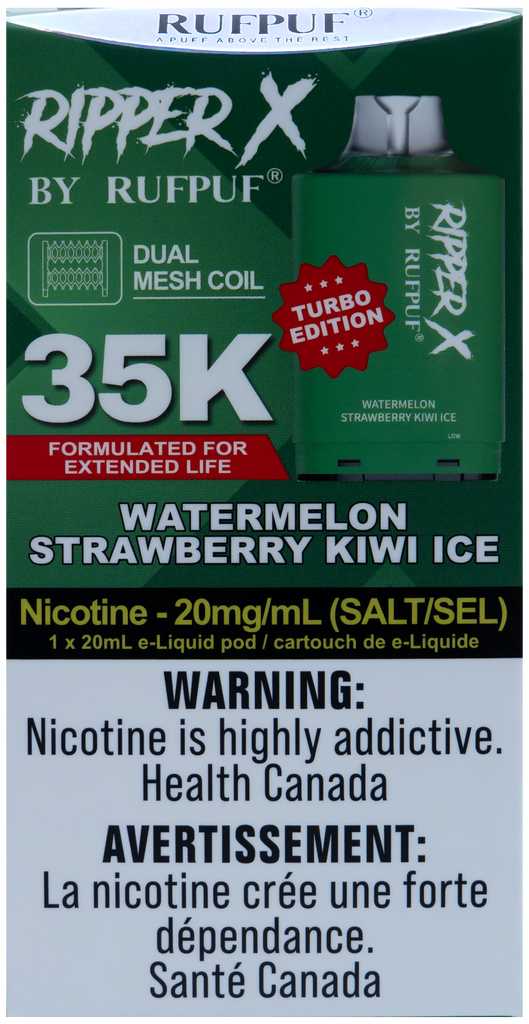 RUFPUF®
A PUFF ABOVE THE REST
RIPPER X
BY RUFPUF®
DUAL
MESH COIL
35K
FORMULATED FOR
EXTENDED LIFE
RIPPER X
BY RUFPUF®
TURBO
EDITION
WATERMELON
STRAWBERRY KIWI ICE
LOW
WATERMELON
STRAWBERRY KIWI ICE
Nicotine - 20mg/mL (SALT/SEL)
1 x 20mL e-Liquid pod / cartouch de e-Liquide
WARNING:
Nicotine is highly addictive.
Health Canada
AVERTISSEMENT:
La nicotine crée une forte
dépendance.
Santé Canada